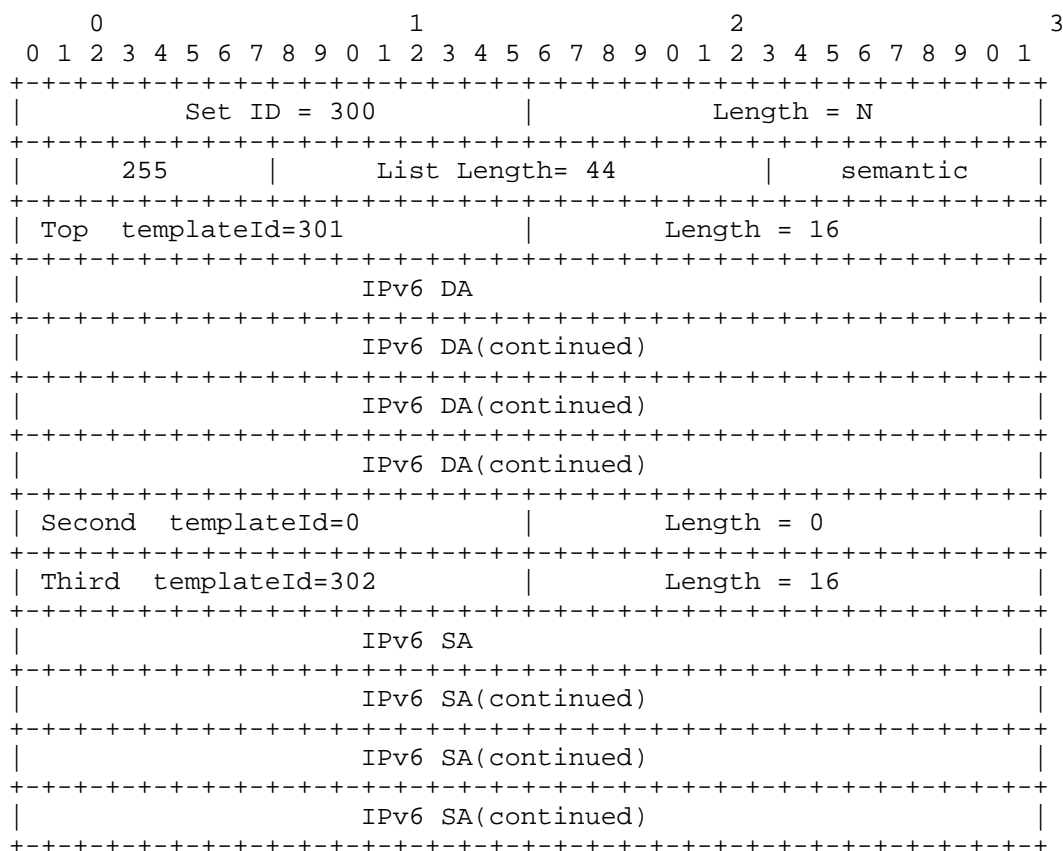 0                   1                   2                   3
 0 1 2 3 4 5 6 7 8 9 0 1 2 3 4 5 6 7 8 9 0 1 2 3 4 5 6 7 8 9 0 1
+-+-+-+-+-+-+-+-+-+-+-+-+-+-+-+-+-+-+-+-+-+-+-+-+-+-+-+-+-+-+-+-+
|          Set ID = 300         |           Length = N          |
+-+-+-+-+-+-+-+-+-+-+-+-+-+-+-+-+-+-+-+-+-+-+-+-+-+-+-+-+-+-+-+-+
|      255      |      List Length= 44         |    semantic    |
+-+-+-+-+-+-+-+-+-+-+-+-+-+-+-+-+-+-+-+-+-+-+-+-+-+-+-+-+-+-+-+-+
| Top  templateId=301           |        Length = 16            |
+-+-+-+-+-+-+-+-+-+-+-+-+-+-+-+-+-+-+-+-+-+-+-+-+-+-+-+-+-+-+-+-+
|                     IPv6 DA                                   |
+-+-+-+-+-+-+-+-+-+-+-+-+-+-+-+-+-+-+-+-+-+-+-+-+-+-+-+-+-+-+-+-+
|                     IPv6 DA(continued)                        |
+-+-+-+-+-+-+-+-+-+-+-+-+-+-+-+-+-+-+-+-+-+-+-+-+-+-+-+-+-+-+-+-+
|                     IPv6 DA(continued)                        |
+-+-+-+-+-+-+-+-+-+-+-+-+-+-+-+-+-+-+-+-+-+-+-+-+-+-+-+-+-+-+-+-+
|                     IPv6 DA(continued)                        |
+-+-+-+-+-+-+-+-+-+-+-+-+-+-+-+-+-+-+-+-+-+-+-+-+-+-+-+-+-+-+-+-+
| Second  templateId=0          |        Length = 0             |
+-+-+-+-+-+-+-+-+-+-+-+-+-+-+-+-+-+-+-+-+-+-+-+-+-+-+-+-+-+-+-+-+
| Third  templateId=302         |        Length = 16            |
+-+-+-+-+-+-+-+-+-+-+-+-+-+-+-+-+-+-+-+-+-+-+-+-+-+-+-+-+-+-+-+-+
|                     IPv6 SA                                   |
+-+-+-+-+-+-+-+-+-+-+-+-+-+-+-+-+-+-+-+-+-+-+-+-+-+-+-+-+-+-+-+-+
|                     IPv6 SA(continued)                        |
+-+-+-+-+-+-+-+-+-+-+-+-+-+-+-+-+-+-+-+-+-+-+-+-+-+-+-+-+-+-+-+-+
|                     IPv6 SA(continued)                        |
+-+-+-+-+-+-+-+-+-+-+-+-+-+-+-+-+-+-+-+-+-+-+-+-+-+-+-+-+-+-+-+-+
|                     IPv6 SA(continued)                        |
+-+-+-+-+-+-+-+-+-+-+-+-+-+-+-+-+-+-+-+-+-+-+-+-+-+-+-+-+-+-+-+-+